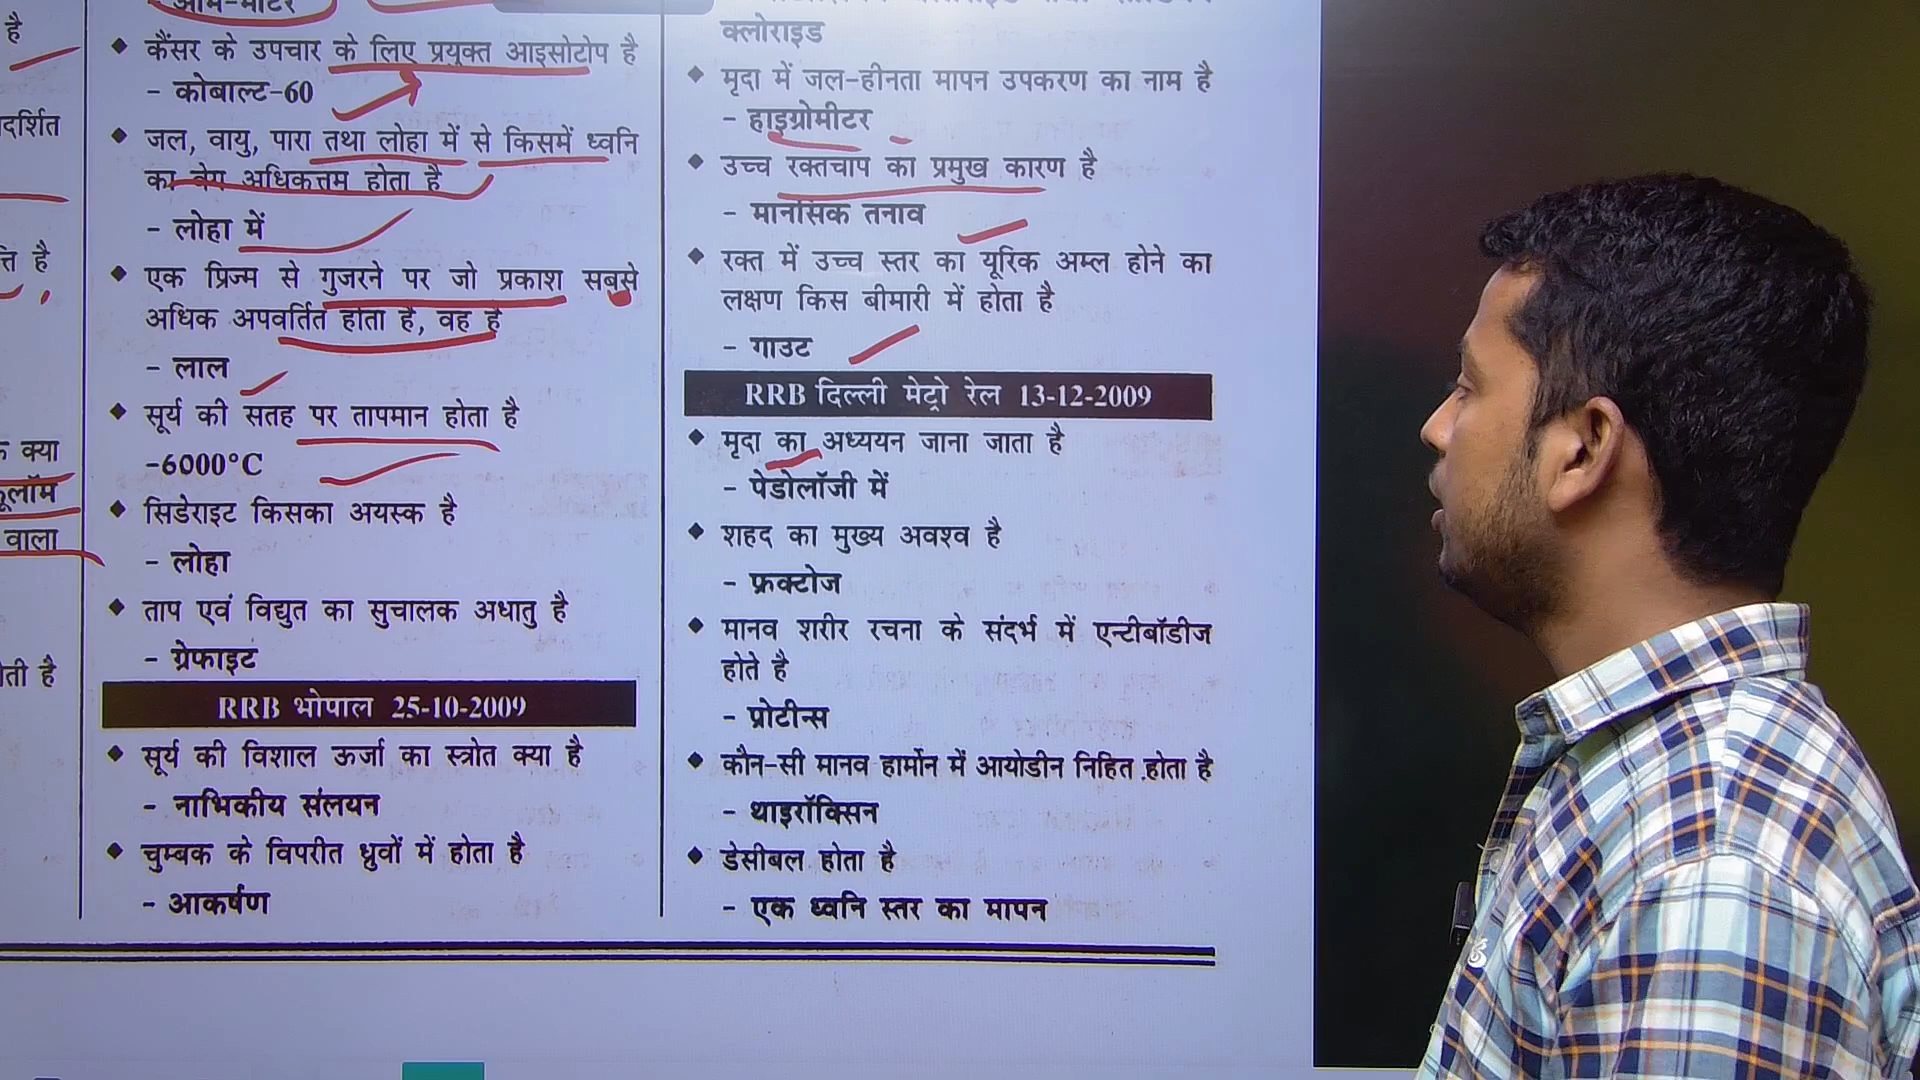 है
दर्शित
है
क्या
वाला
है
कैंसर के उपचार के लिए प्रयुक्त आइसोटोप है
- कोबाल्ट-60
जल, वायु, पारा तथा लोहा में से किसमें ध्वनि
का वेग अधिकत्तम होता है
- लोहा में
एक प्रिज्म से गुजरने पर जो प्रकाश सबसे
अधिक अपवर्तित होता है, वह है
- लाल
सूर्य की सतह पर तापमान होता है
-6000°C
सिडेराइट किसका अयस्क है
- लोहा
ताप एवं विद्युत का सुचालक अधातु है
- ग्रेफाइट
RRB भोपाल 25-10-2009
सूर्य की विशाल ऊर्जा का स्त्रोत क्या है
- नाभिकीय संलयन
चुम्बक के विपरीत ध्रुवों में होता है
- आकर्षण
क्लोराइड
मृदा में जल-हीनता मापन उपकरण का नाम है
- हाइग्रोमीटर
उच्च रक्तचाप का प्रमुख कारण है
- मानसिक तनाव
रक्त में उच्च स्तर का यूरिक अम्ल होने का
लक्षण किस बीमारी में होता है
- गाउट
RRB दिल्ली मेट्रो रेल 13-12-2009
मृदा का अध्ययन जाना जाता है
- पेडोलॉजी में
शहद का मुख्य अवश्व है
- फ्रक्टोज
मानव शरीर रचना के संदर्भ में एन्टीबॉडीज
होते है
- प्रोटीन्स
कौन-सी मानव हार्मोन में आयोडीन निहित होता है
- थाइरॉक्सिन
डेसीबल होता है
- एक ध्वनि स्तर का मापन